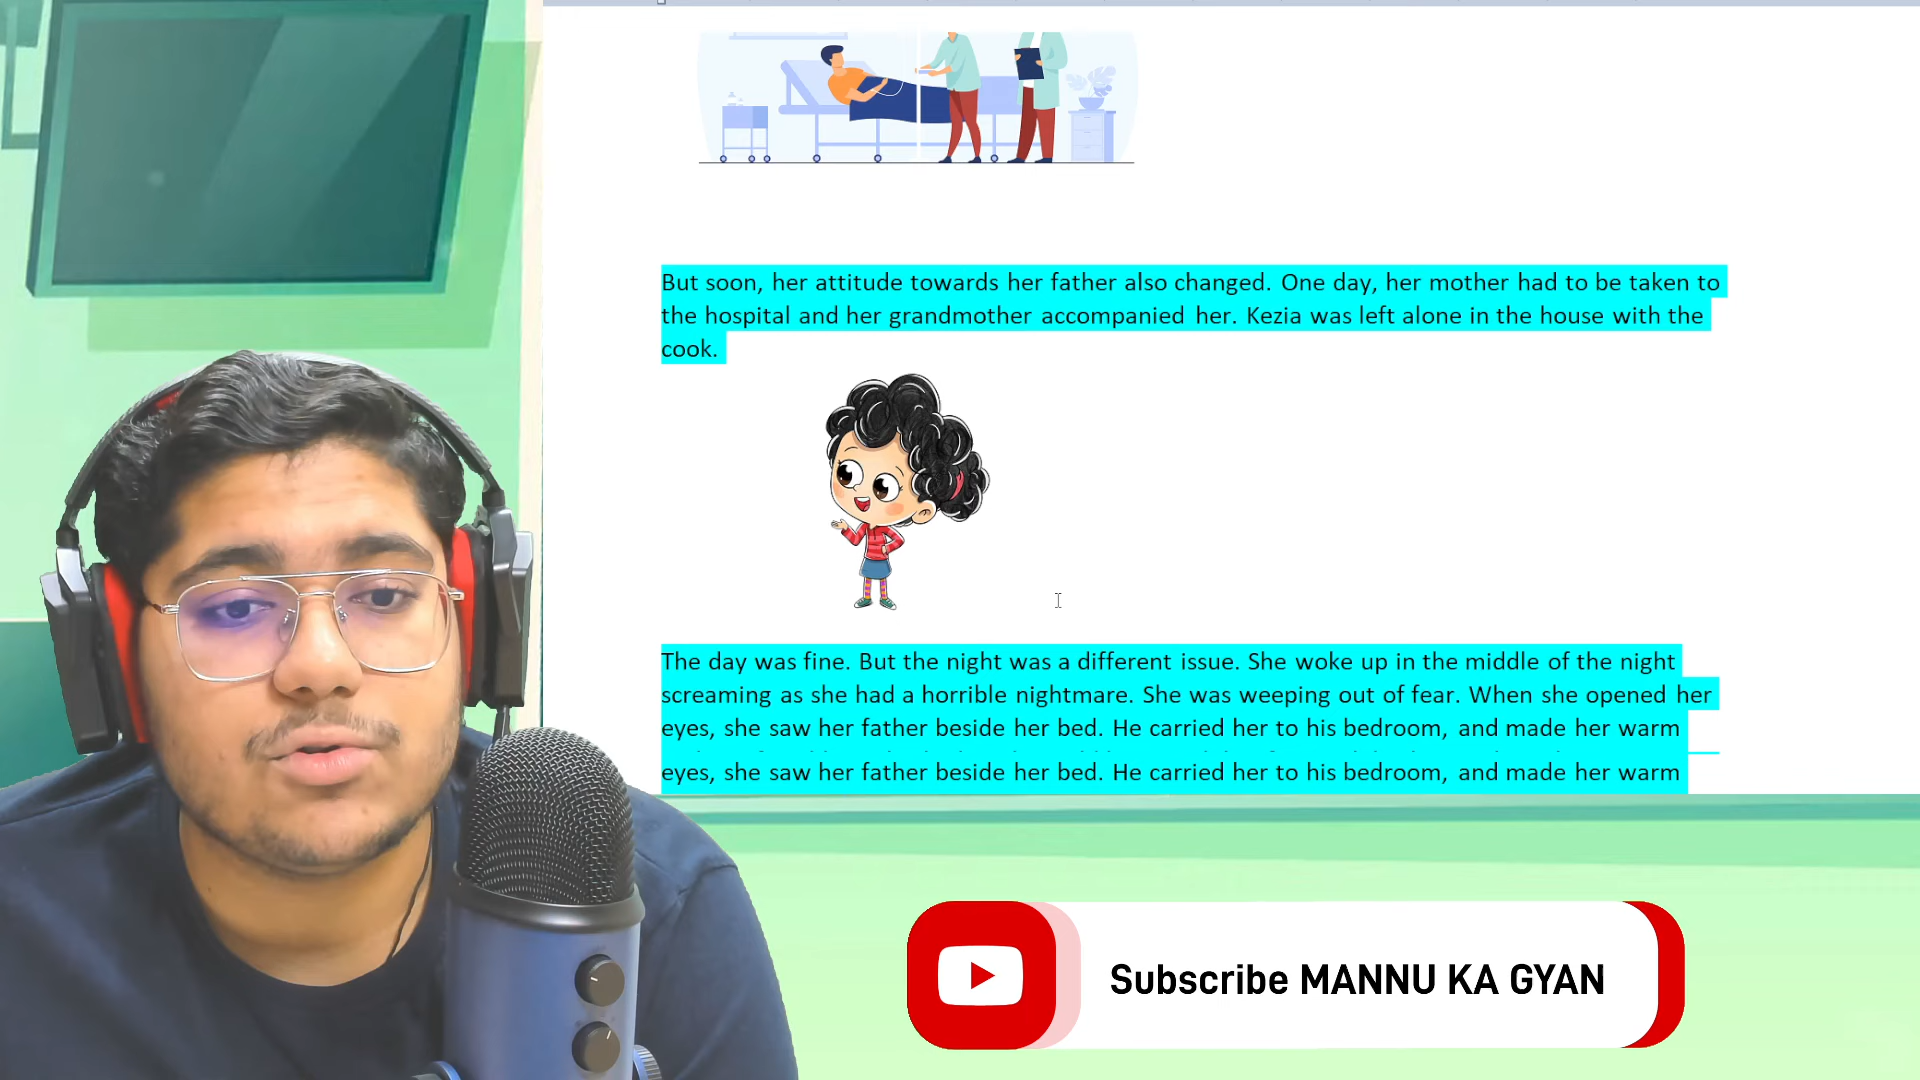 But soon, her attitude towards her father also changed. One day, her mother had to be taken to
the hospital and her grandmother accompanied her. Kezia was left alone in the house with the
cook.
The day was fine. But the night was a different issue. She woke up in the middle of the night
screaming as she had a horrible nightmare. She was weeping out of fear. When she opened her
eyes, she saw her father beside her bed. He carried her to his bedroom, and made her warm
eyes, she saw her father beside her bed. He carried her to his bedroom, and made her warm
Subscribe MANNU KA GYAN